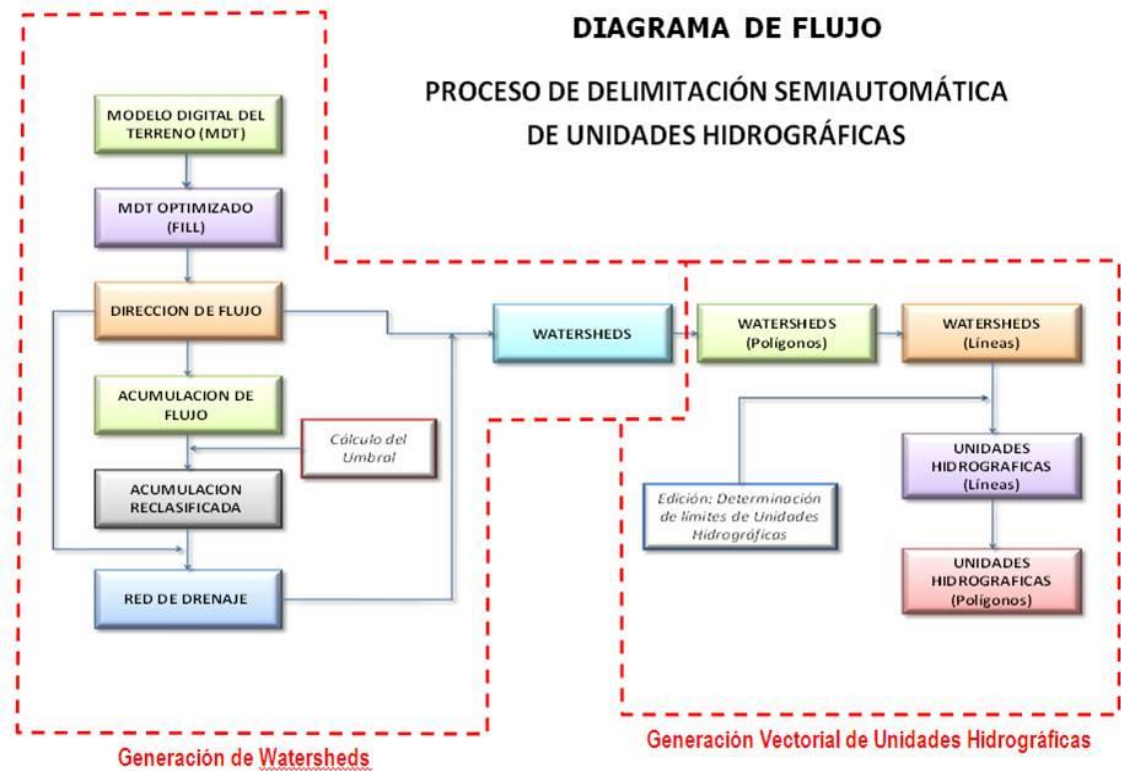 DIAGRAMA DE FLUJO
PROCESO DE DELIMITACIÓN SEMIAUTOMÁTICA
DE UNIDADES HIDROGRÁFICAS
MODELO DIGITAL DEL
TERRENO (MDT)
MDT OPTIMIZADO
(FILL)
DIRECCION DE FLUJO
ACUMULACION DE
FLUJO
Cálculo del
Umbral
ACUMULACION
RECLASIFICADA
RED DE DRENAJE
WATERSHEDS
WATERSHEDS
(Polígonos)
WATERSHEDS
(Líneas)
UNIDADES
HIDROGRAFICAS
(Líneas)
Edición: Determinación
de límites de Unidades
Hidrográficas
UNIDADES
HIDROGRAFICAS
(Polígonos)
Generación de Watersheds
Generación Vectorial de Unidades Hidrográficas